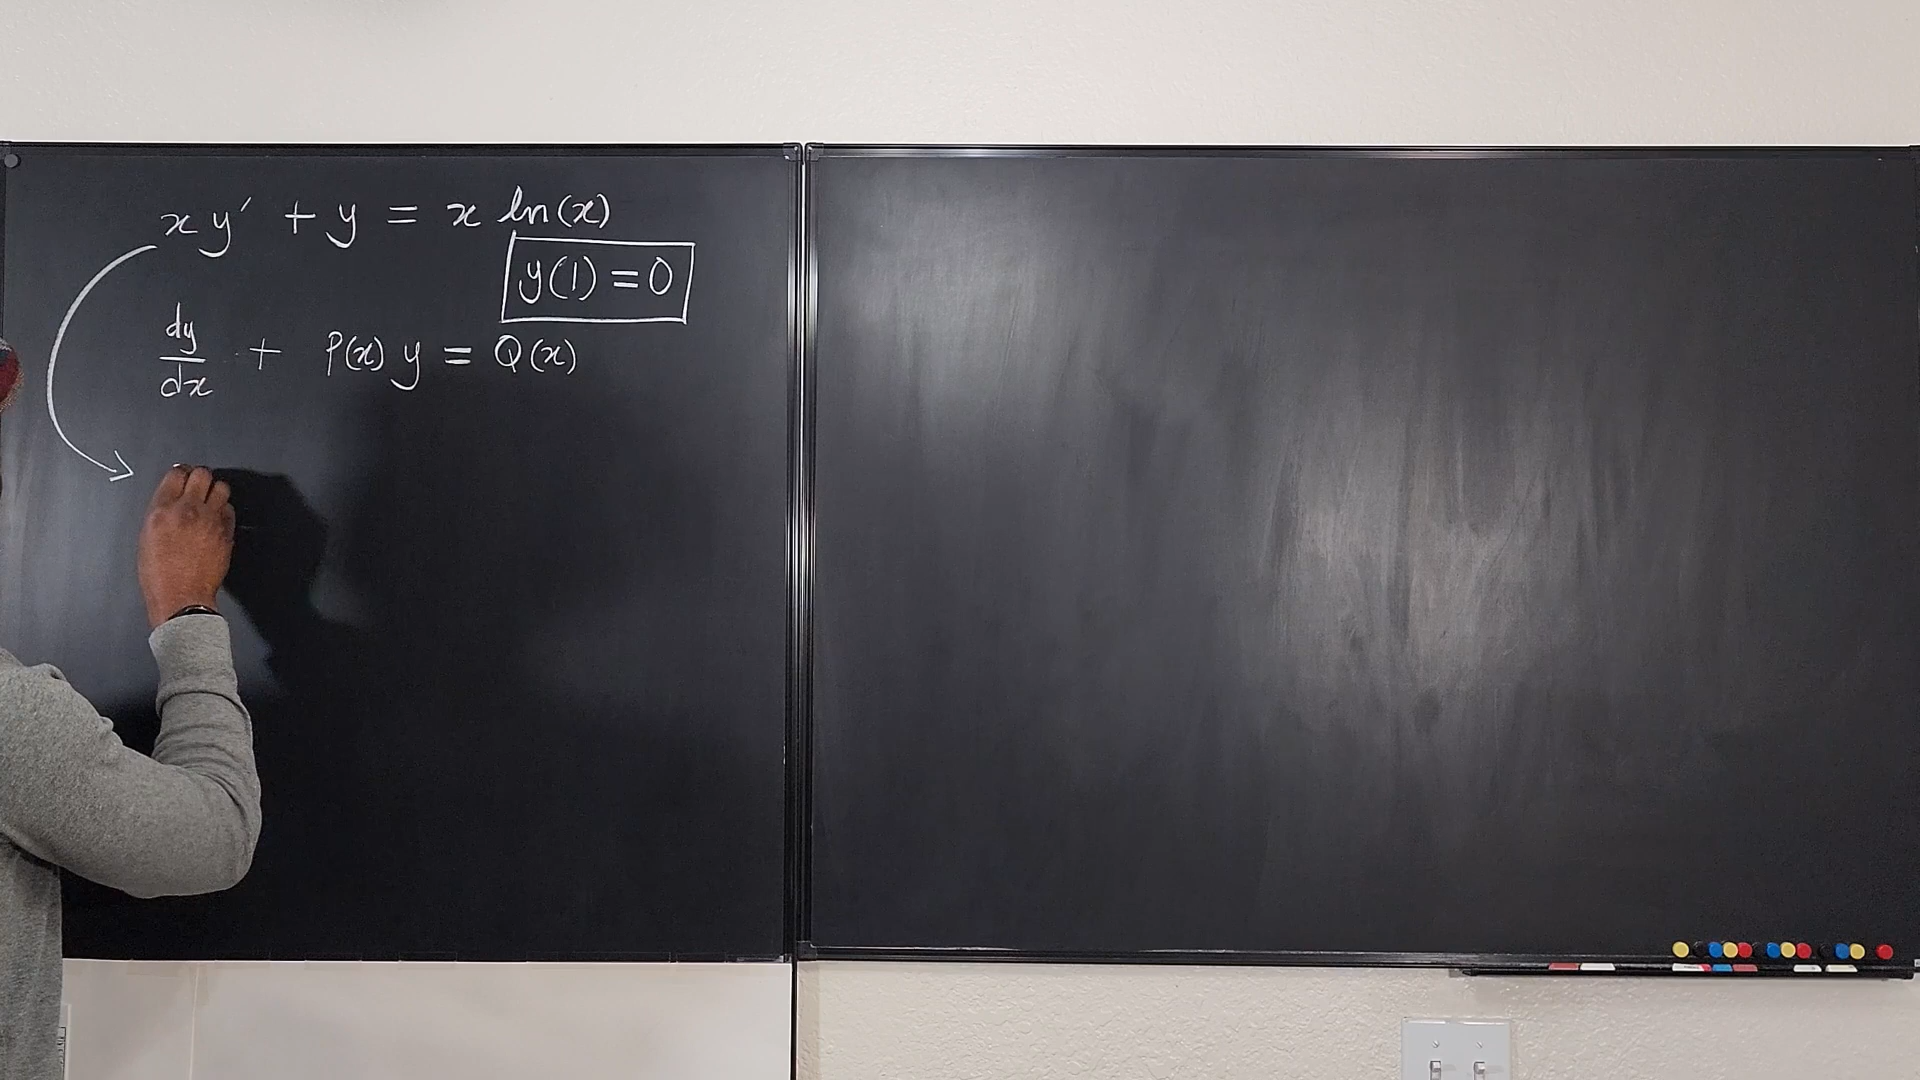 xy′ + y = x ln(x)
y(1) = 0
dy/dx + P(x) y = Q(x)